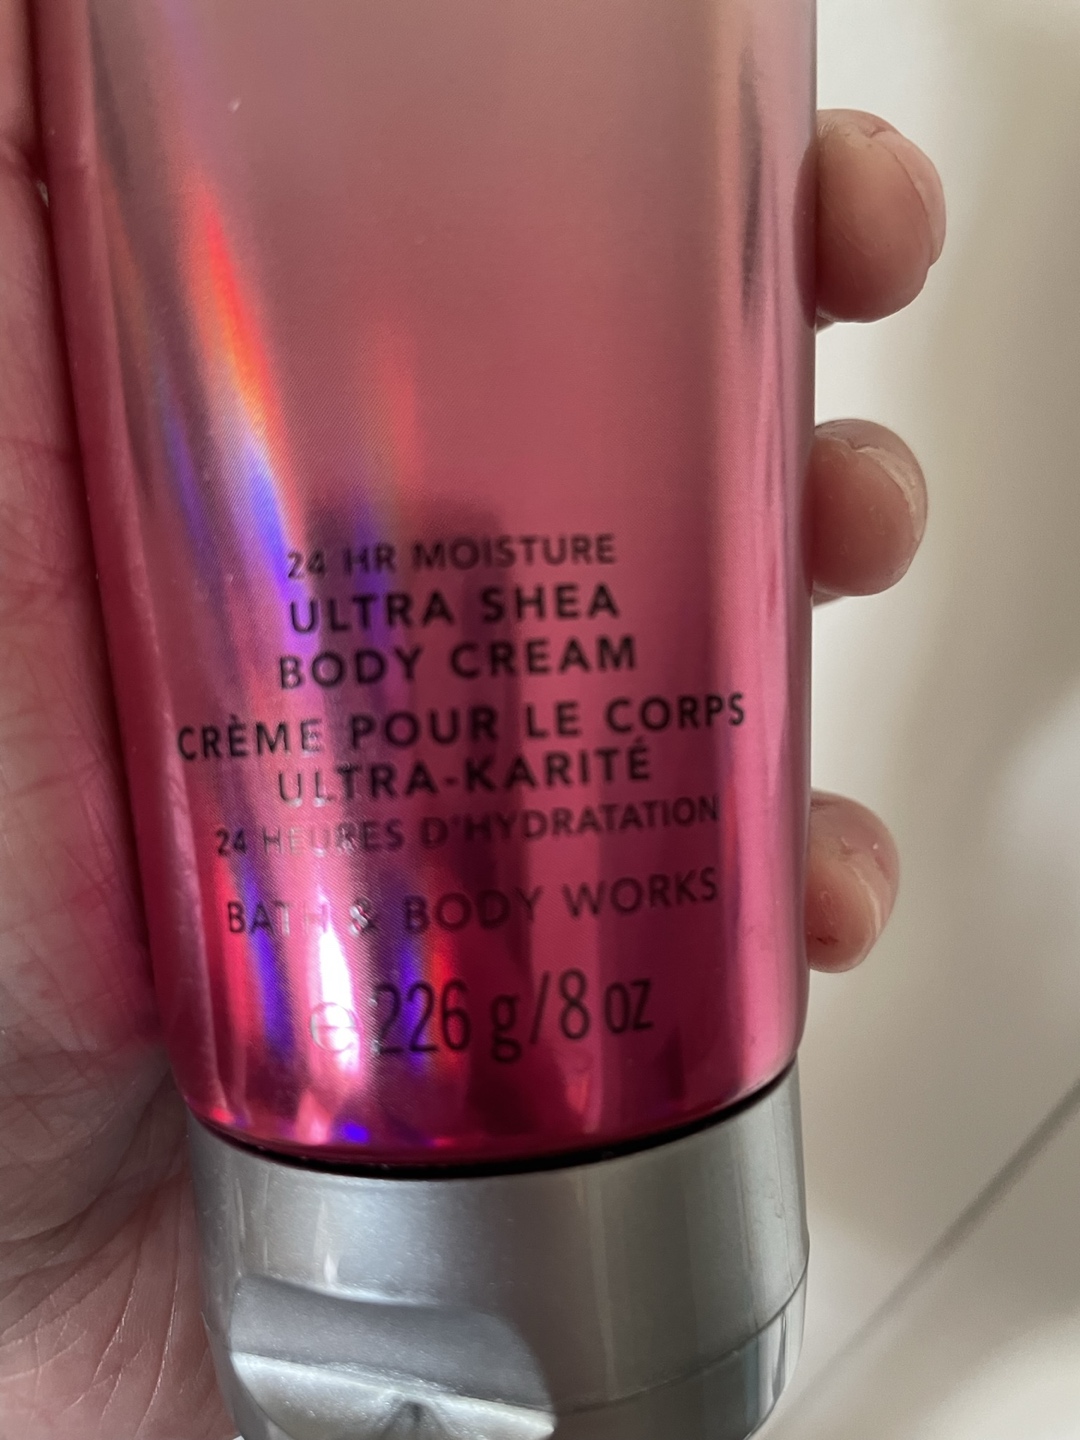 24 HR MOISTURE
ULTRA SHEA
BODY CREAM
CRÈME POUR LE CORPS
ULTRA-KARITÉ
24 HEURES D'HYDRATATION
BATH & BODY WORKS
℮ 226 g/8 oz